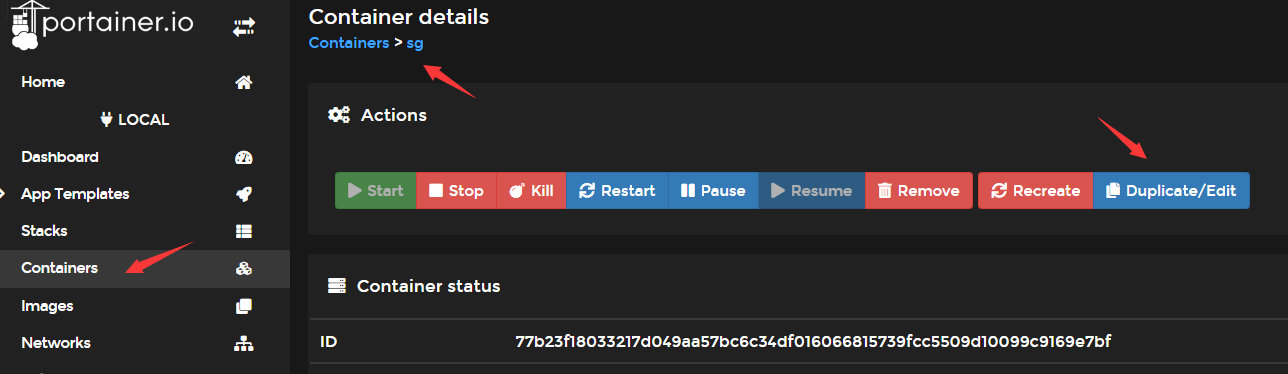 portainer.io
Home
LOCAL
Dashboard
App Templates
Stacks
Containers
Images
Networks
Container details
Containers > sg
Actions
Start Stop Kill Restart Pause Resume Remove Recreate Duplicate/Edit
Container status
ID 77b23f18033217d049aa57bc6c34df016066815739fcc5509d10099c9169e7bf